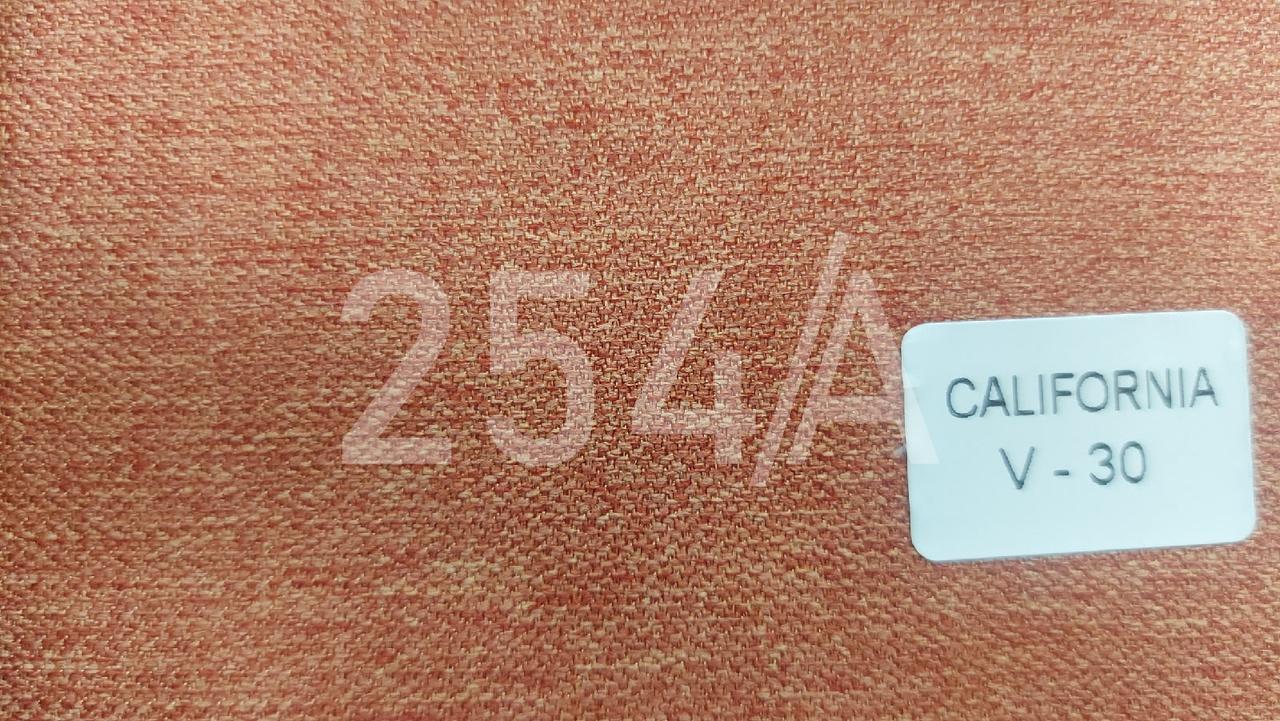 254/A
CALIFORNIA
V - 30